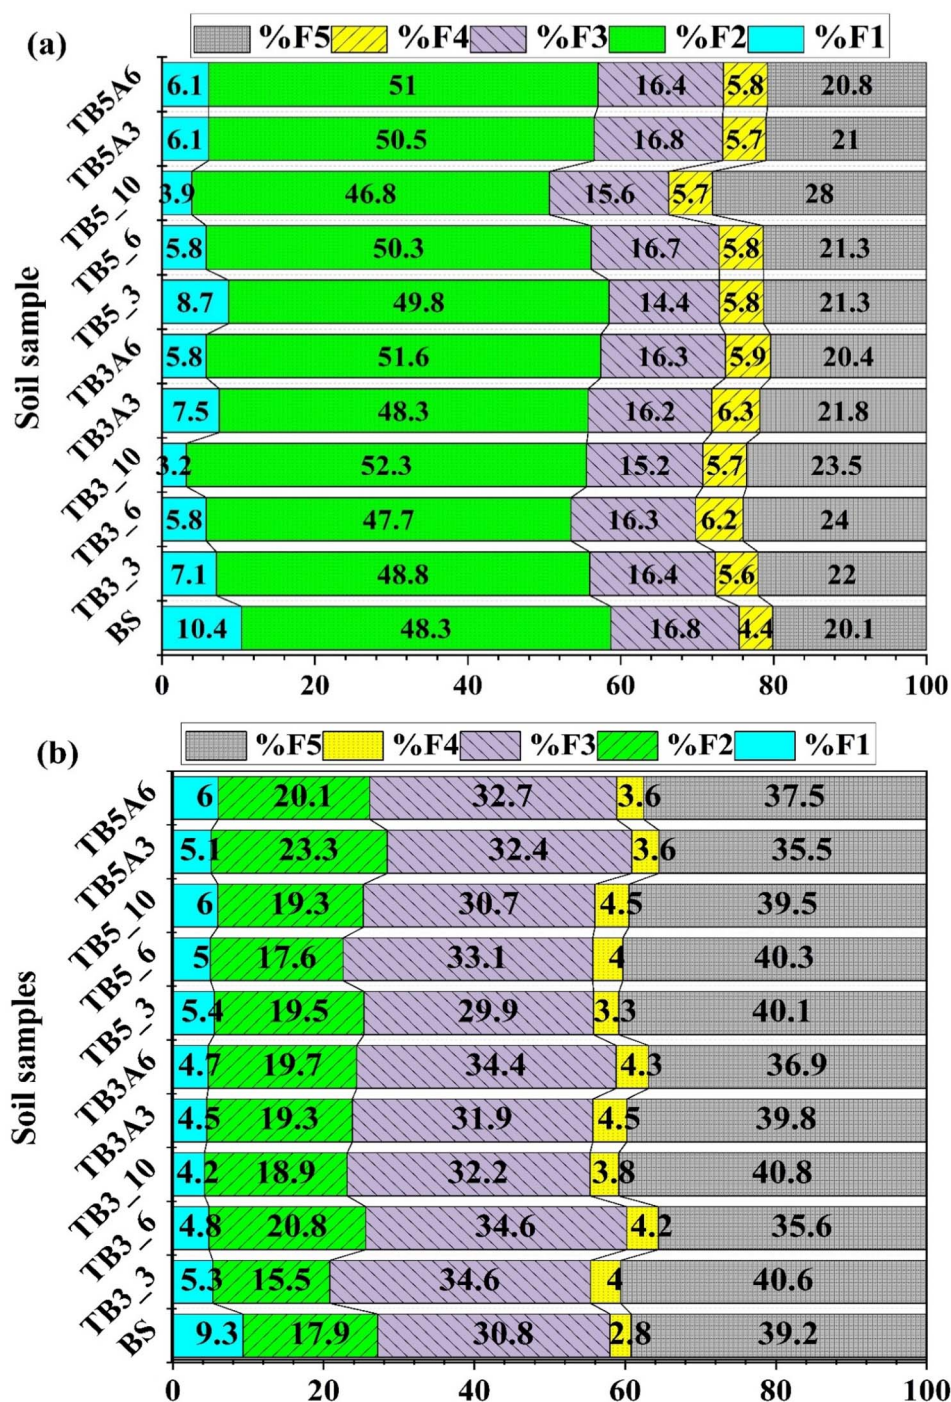 (a)
%F5 %F4 %F3 %F2 %F1
Soil sample
TB5A6 6.1 51 16.4 5.8 20.8
TB5A3 6.1 50.5 16.8 5.7 21
TB5_10 3.9 46.8 15.6 5.7 28
TB5_6 5.8 50.3 16.7 5.8 21.3
TB5_3 8.7 49.8 14.4 5.8 21.3
TB3A6 5.8 51.6 16.3 5.9 20.4
TB3A3 7.5 48.3 16.2 6.3 21.8
TB3_10 3.2 52.3 15.2 5.7 23.5
TB3_6 5.8 47.7 16.3 6.2 24
TB3_3 7.1 48.8 16.4 5.6 22
BS 10.4 48.3 16.8 4.4 20.1
0 20 40 60 80 100
(b)
%F5 %F4 %F3 %F2 %F1
Soil samples
TB5A6 6 20.1 32.7 3.6 37.5
TB5A3 5.1 23.3 32.4 3.6 35.5
TB5_10 6 19.3 30.7 4.5 39.5
TB5_6 5 17.6 33.1 4 40.3
TB5_3 5.4 19.5 29.9 3.3 40.1
TB3A6 4.7 19.7 34.4 4.3 36.9
TB3A3 4.5 19.3 31.9 4.5 39.8
TB3_10 4.2 18.9 32.2 3.8 40.8
TB3_6 4.8 20.8 34.6 4.2 35.6
TB3_3 5.3 15.5 34.6 4 40.6
BS 9.3 17.9 30.8 2.8 39.2
0 20 40 60 80 100